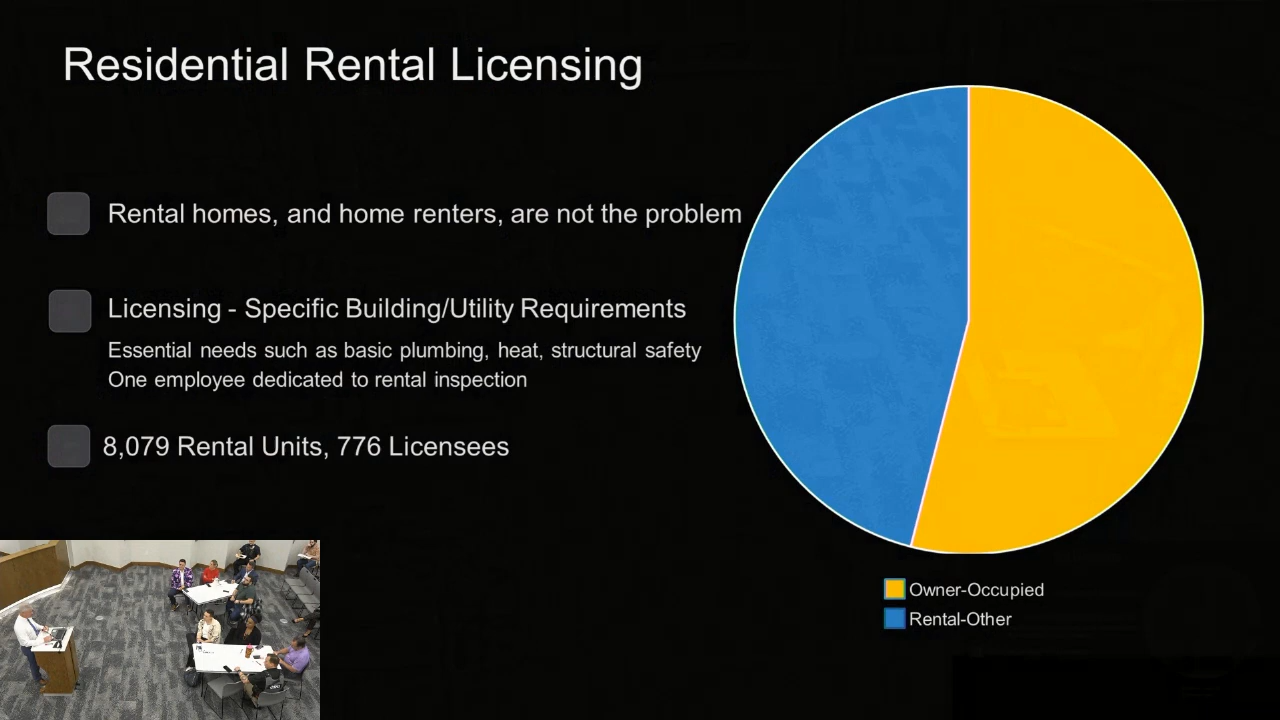 Residential Rental Licensing
Rental homes, and home renters, are not the problem
Licensing - Specific Building/Utility Requirements
Essential needs such as basic plumbing, heat, structural safety
One employee dedicated to rental inspection
8,079 Rental Units, 776 Licensees
Owner-Occupied
Rental-Other